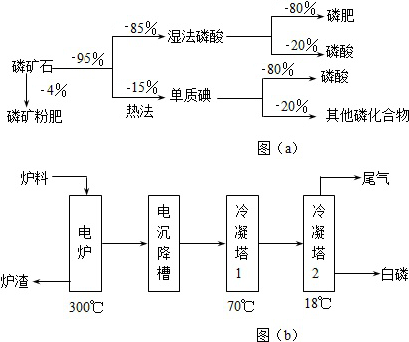 -80% 磷肥
-85% 湿法磷酸
-20% 磷酸
磷矿石 -95%
-4%
磷矿粉肥
-15% 单质碘
热法
-80% 磷酸
-20% 其他磷化合物
图（a）
炉料
尾气
电炉
电沉降槽
冷凝塔1
冷凝塔2
炉渣
白磷
300℃
70℃
18℃
图（b）